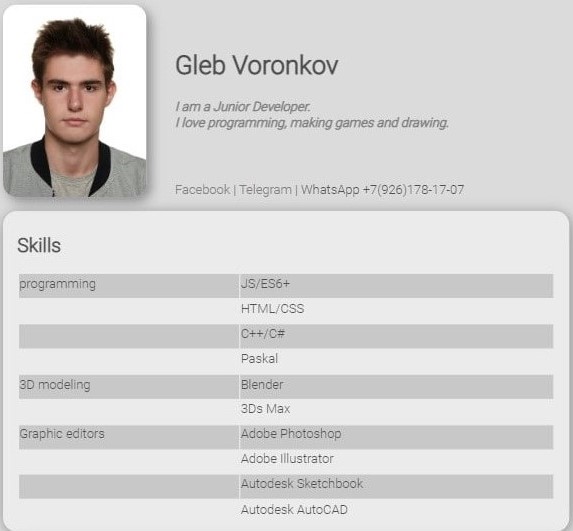 Gleb Voronkov
I am a Junior Developer.
I love programming, making games and drawing.
Facebook | Telegram | WhatsApp +7(926)178-17-07
Skills
programming JS/ES6+
HTML/CSS
C++/C#
Paskal
3D modeling Blender
3Ds Max
Graphic editors Adobe Photoshop
Adobe Illustrator
Autodesk Sketchbook
Autodesk AutoCAD